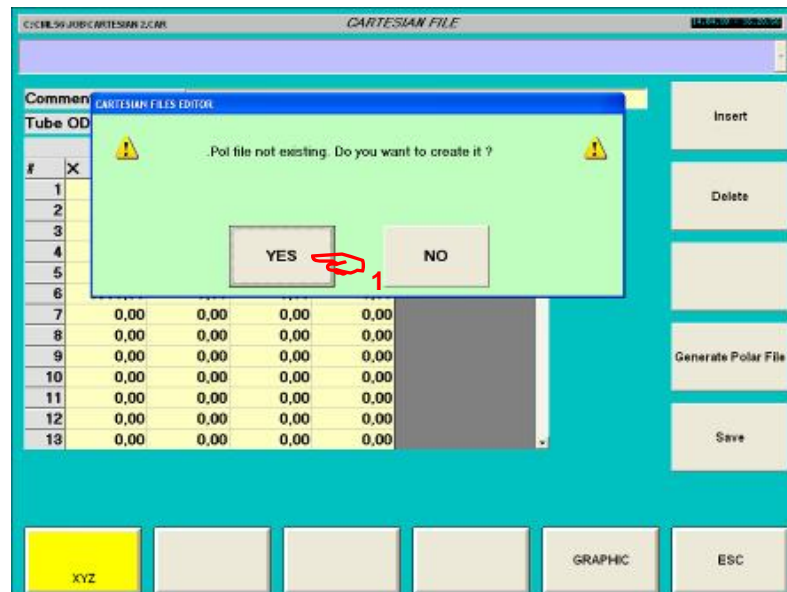 C:\CML56\JOB\CARTESIAN 2.CAR
CARTESIAN FILE
Commen
CARTESIAN FILES EDITOR
Tube OD
.Pol file not existing. Do you want to create it ?
YES
NO
1
# X
1
2
3
4
5
6
7 0,00 0,00 0,00 0,00
8 0,00 0,00 0,00 0,00
9 0,00 0,00 0,00 0,00
10 0,00 0,00 0,00 0,00
11 0,00 0,00 0,00 0,00
12 0,00 0,00 0,00 0,00
13 0,00 0,00 0,00 0,00
Insert
Delete
Generate Polar File
Save
XYZ
GRAPHIC
ESC